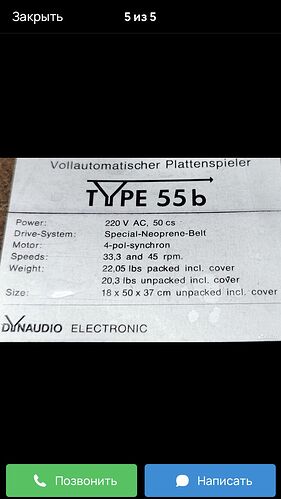 Закрыть
5 из 5
Vollautomatischer Plattenspieler
TYPE 55b
Power: 220 V AC, 50 cs
Drive-System: Special-Neoprene-Belt
Motor: 4-pol-synchron
Speeds: 33,3 and 45 rpm.
Weight: 22,05 lbs packed incl. cover
20,3 lbs unpacked incl. cover
Size: 18 x 50 x 37 cm unpacked incl. cover
DYNAUDIO ELECTRONIC
Позвонить
Написать